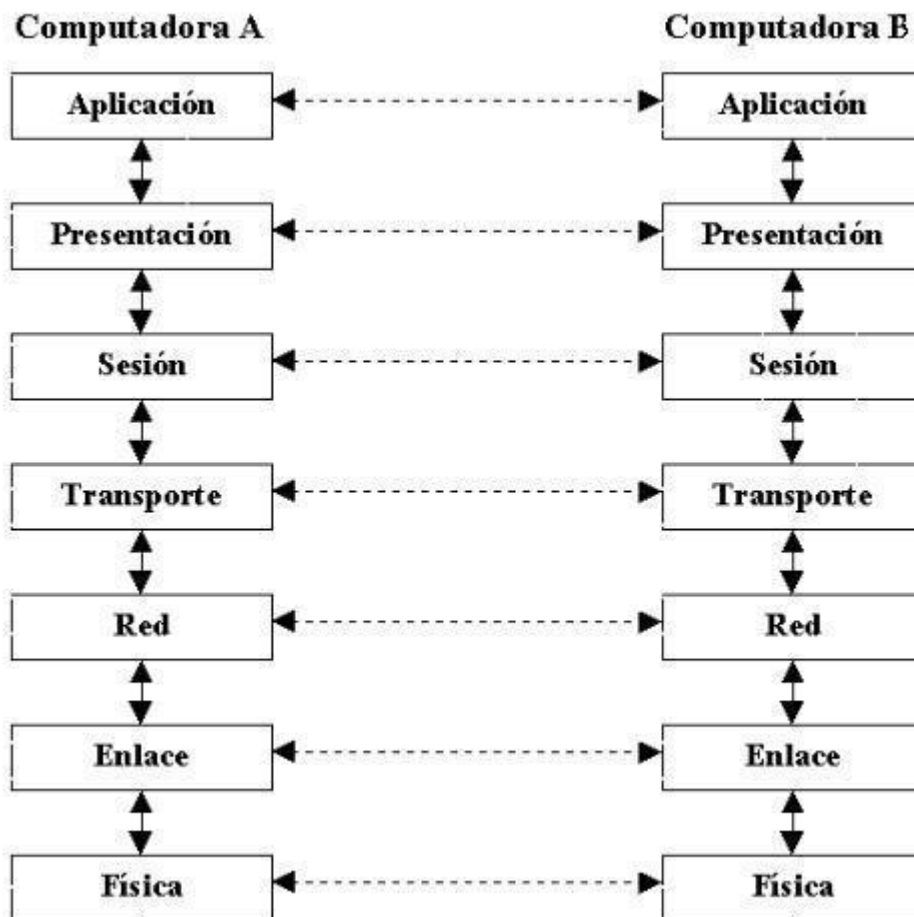 Computadora A Computadora B
Aplicación Aplicación
Presentación Presentación
Sesión Sesión
Transporte Transporte
Red Red
Enlace Enlace
Física Física